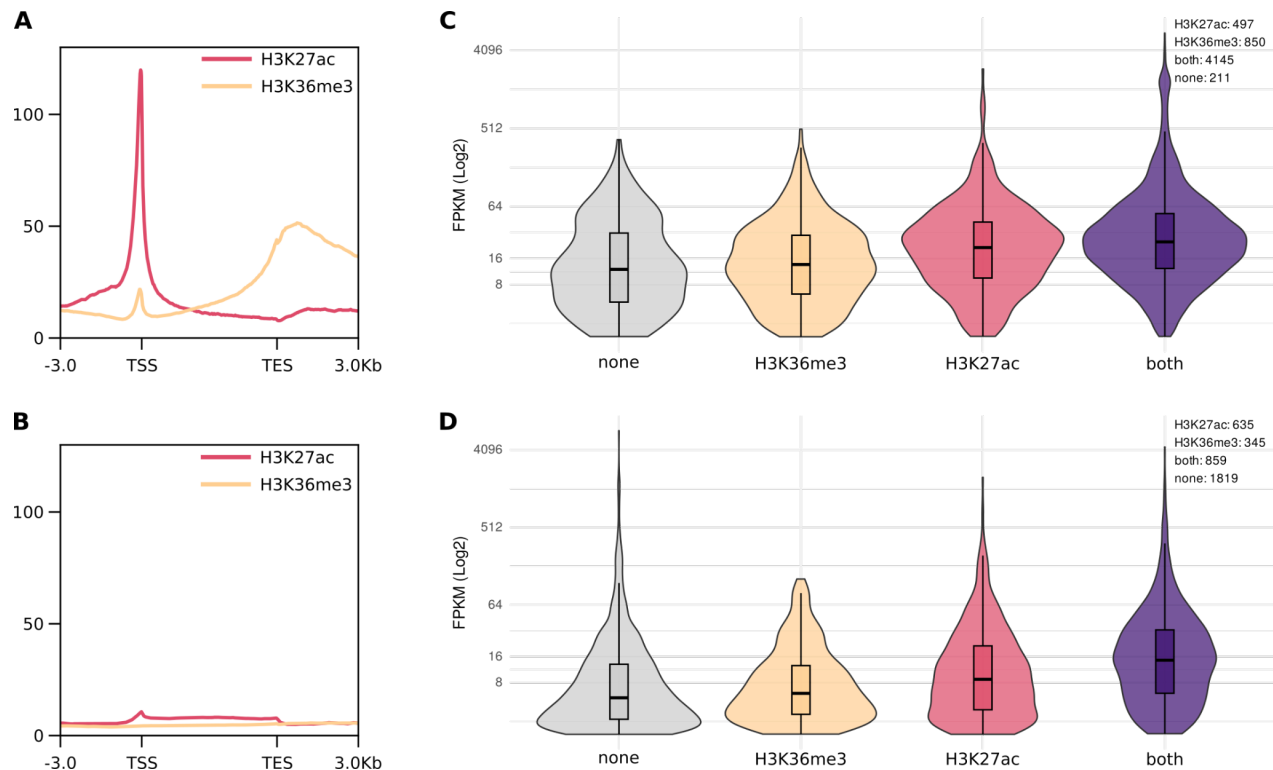 A
H3K27ac
H3K36me3
100
50
0
-3.0 TSS TES 3.0Kb
C
H3K27ac: 497
H3K36me3: 850
both: 4145
none: 211
4096
512
64
16
8
FPKM (Log2)
none H3K36me3 H3K27ac both
B
H3K27ac
H3K36me3
100
50
0
-3.0 TSS TES 3.0Kb
D
H3K27ac: 635
H3K36me3: 345
both: 859
none: 1819
4096
512
64
16
8
FPKM (Log2)
none H3K36me3 H3K27ac both